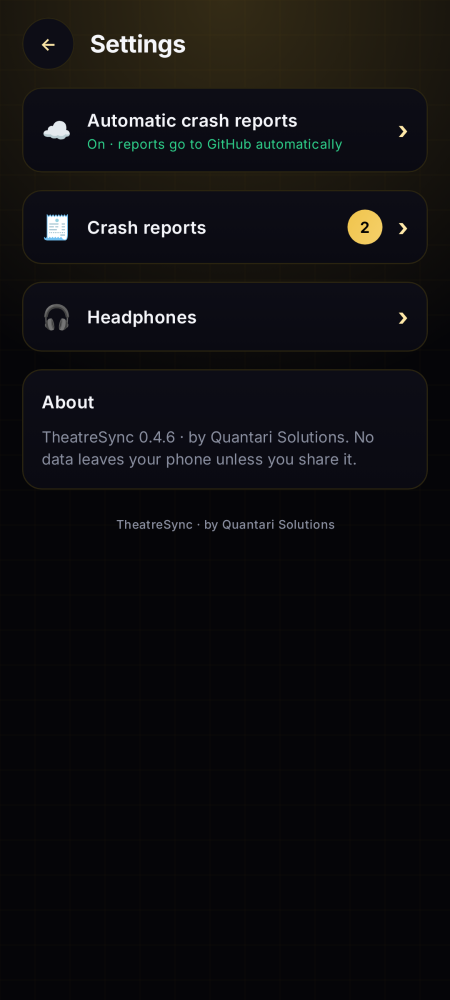 Settings
Automatic crash reports
On · reports go to GitHub automatically
Crash reports
2
Headphones
About
TheatreSync 0.4.6 · by Quantari Solutions. No
data leaves your phone unless you share it.
TheatreSync · by Quantari Solutions